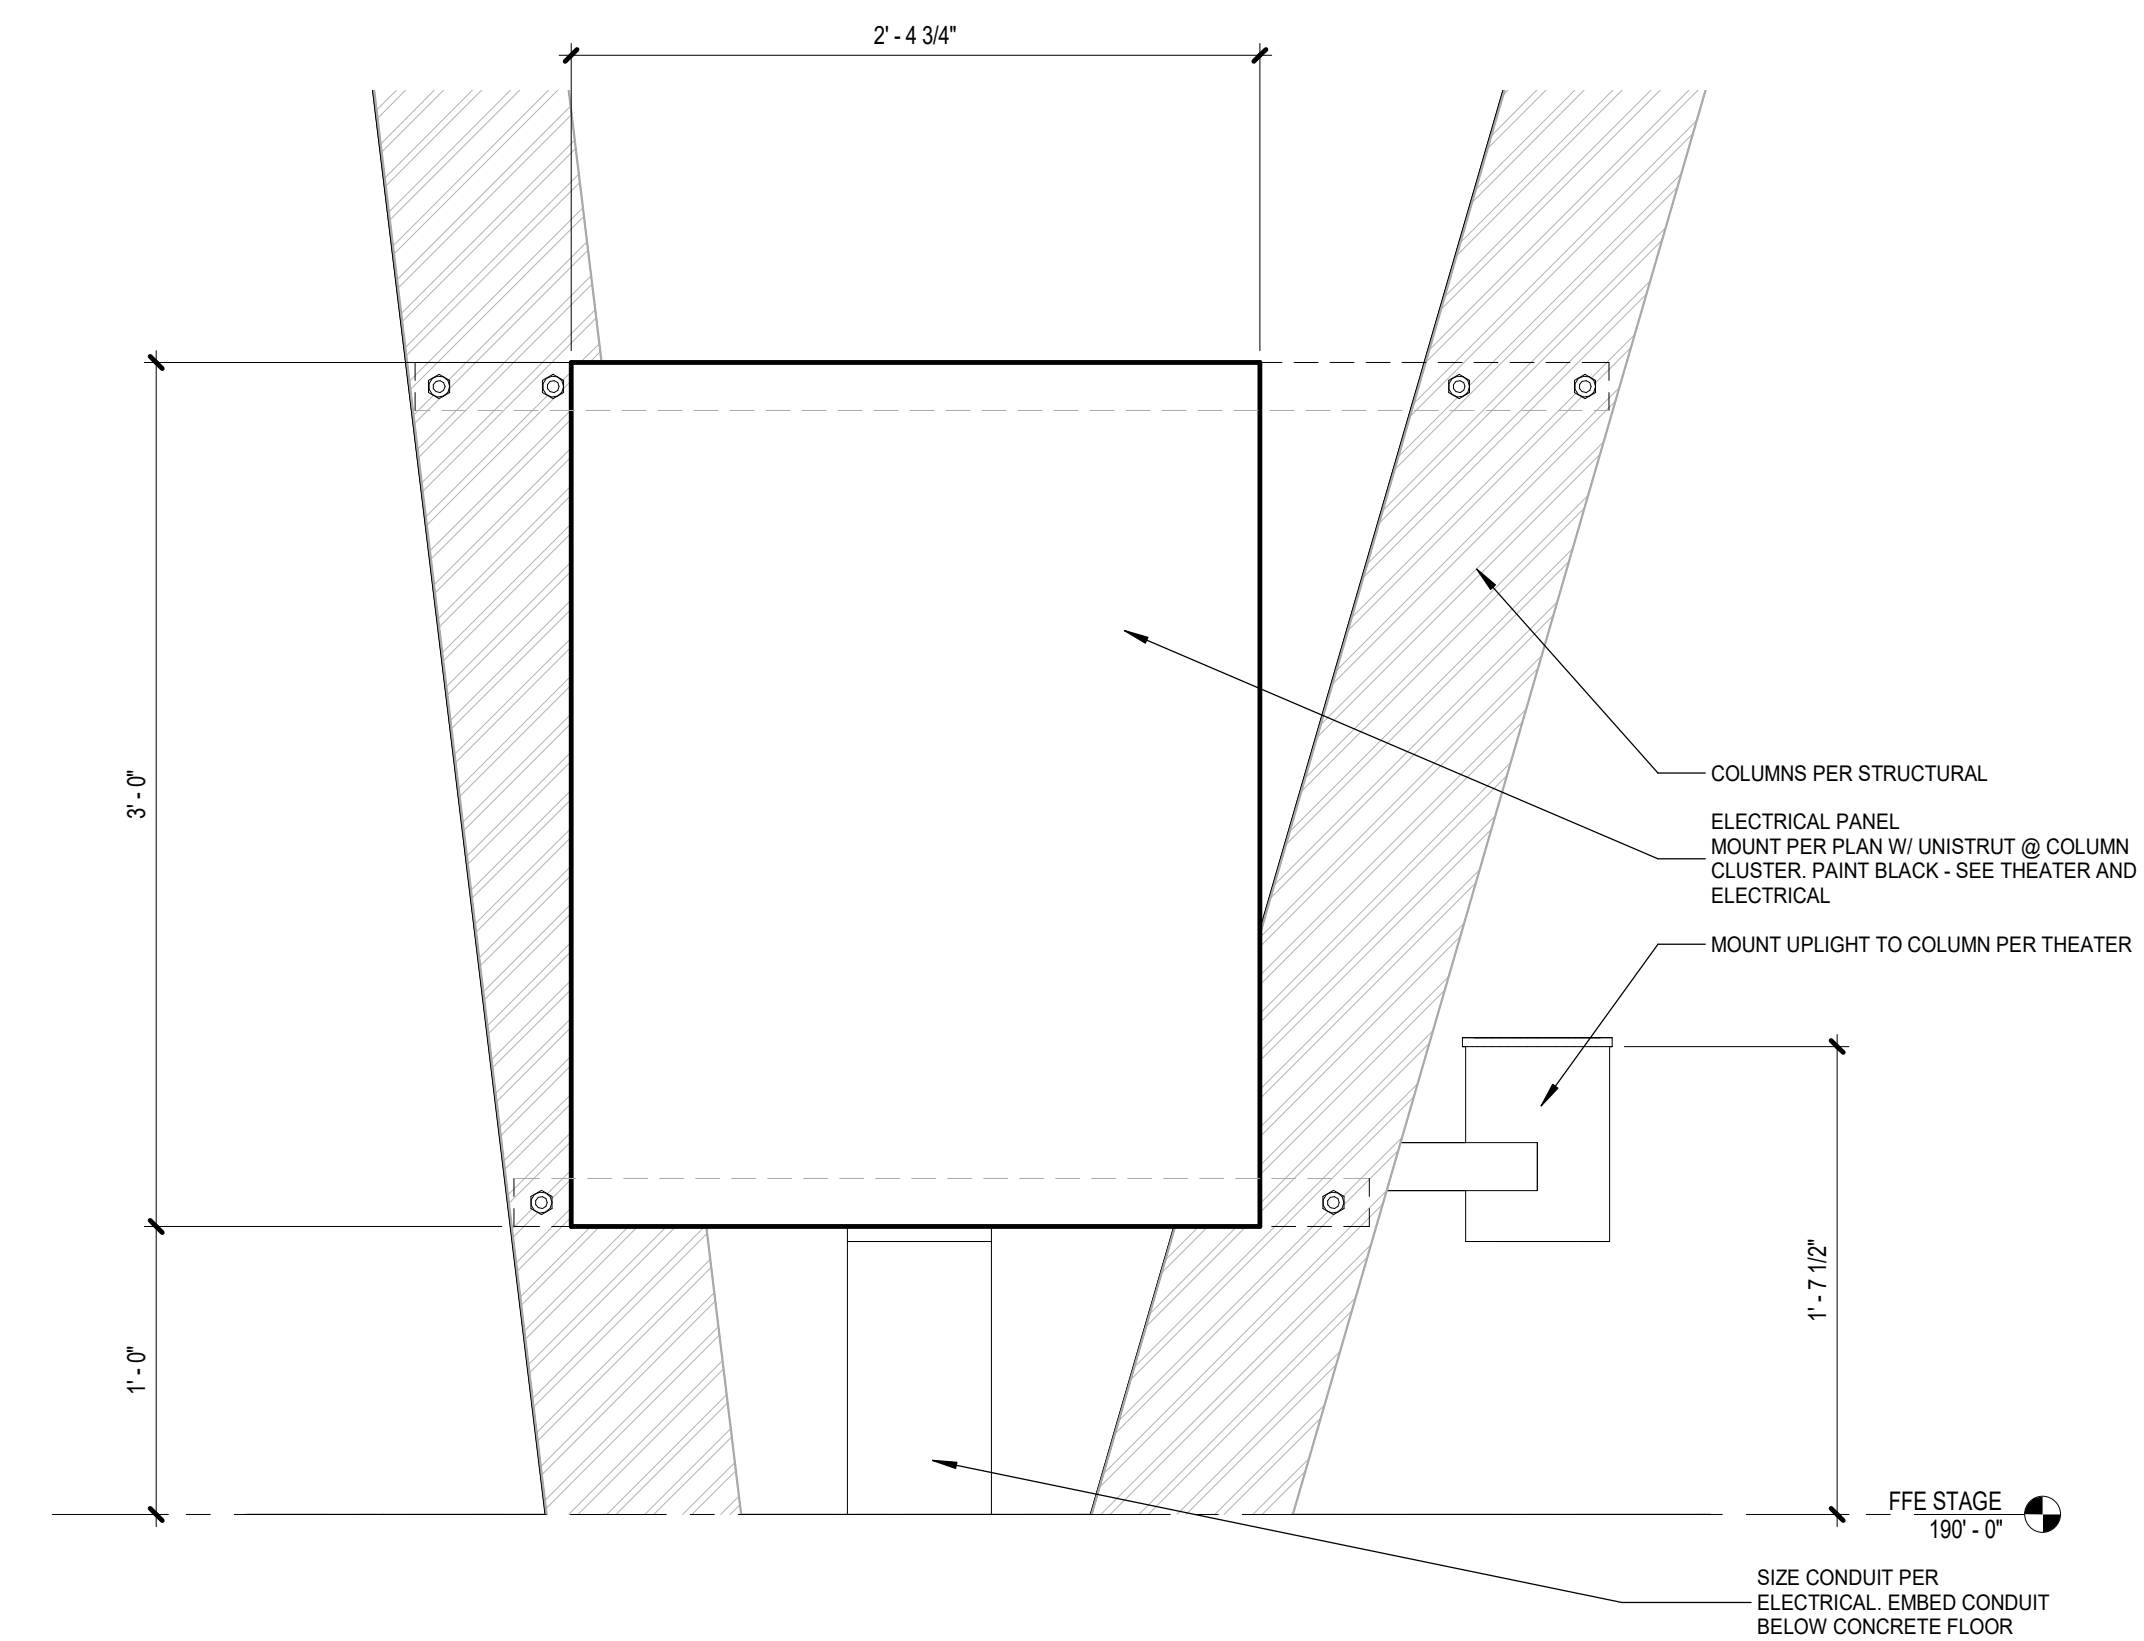 2' - 4 3/4"
3' - 0"
COLUMNS PER STRUCTURAL
ELECTRICAL PANEL
MOUNT PER PLAN W/ UNISTRUT @ COLUMN
CLUSTER. PAINT BLACK - SEE THEATER AND
ELECTRICAL
MOUNT UPLIGHT TO COLUMN PER THEATER
1' - 7 1/2"
1' - 0"
FFE STAGE
190' - 0"
SIZE CONDUIT PER
ELECTRICAL. EMBED CONDUIT
BELOW CONCRETE FLOOR